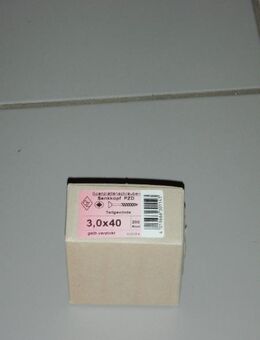 Spanplattenschrauben
Senkkopf PZD
Teilgewinde
3,0x40
200
gelb verzinkt